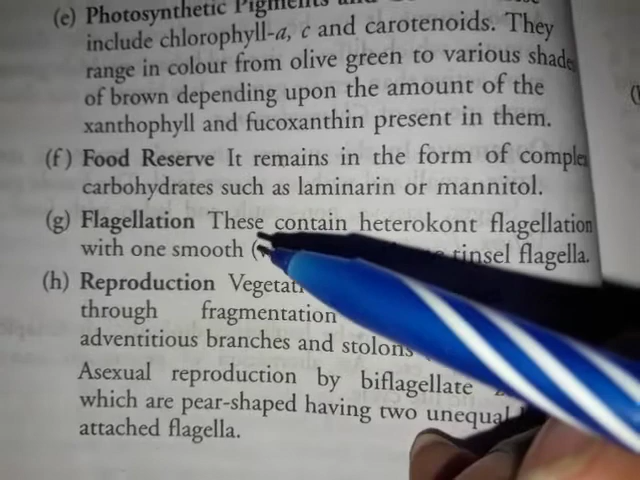 (e) Photosynthetic Pigments and
include chlorophyll-a, c and carotenoids. They
range in colour from olive green to various shade
of brown depending upon the amount of the
xanthophyll and fucoxanthin present in them.
(f) Food Reserve It remains in the form of comple
carbohydrates such as laminarin or mannitol.
(g) Flagellation These contain heterokont flagellation
with one smooth ( tinsel flagella.
(h) Reproduction Vegetati
through fragmentation
adventitious branches and stolons
Asexual reproduction by biflagellate
which are pear-shaped having two unequal
attached flagella.